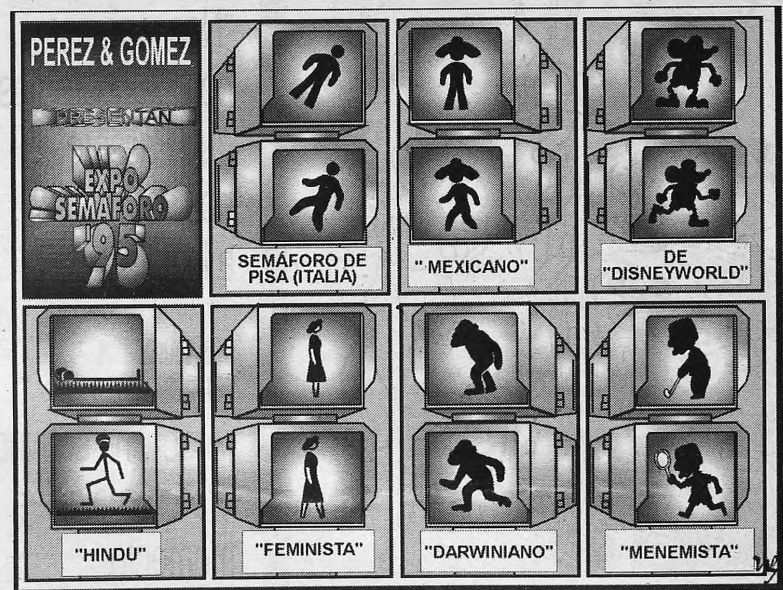 PEREZ & GOMEZ
PRESENTAN
EXPO
SEMAFORO
'95
SEMÁFORO DE
PISA (ITALIA)
"MEXICANO"
DE
"DISNEYWORLD"
"HINDU"
"FEMINISTA"
"DARWINIANO"
"MENEMISTA"